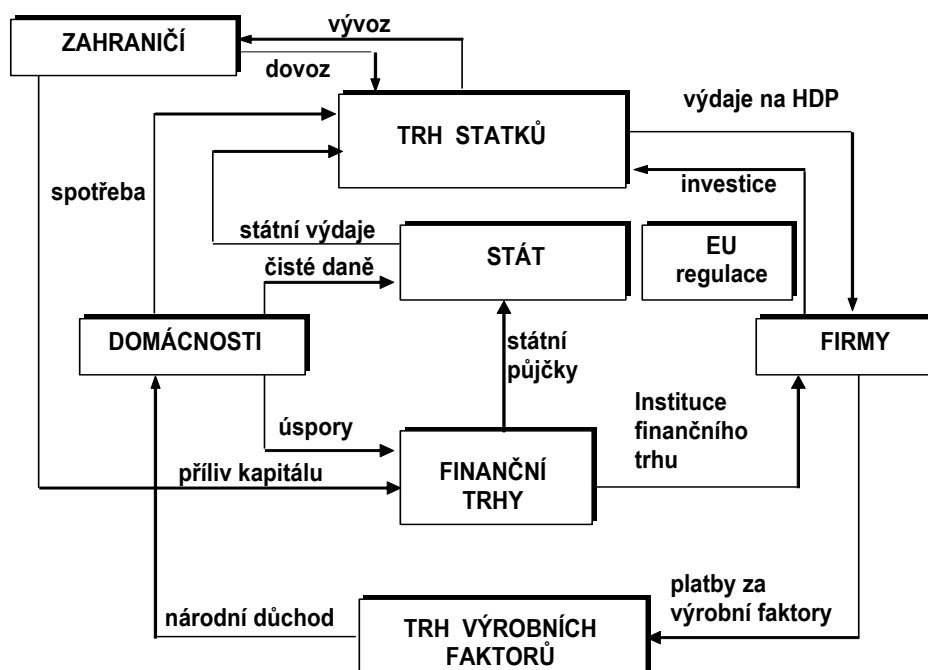 vývoz
ZAHRANIČÍ
dovoz
výdaje na HDP
TRH STATKŮ
investice
spotřeba
státní výdaje
EU
regulace
STÁT
čisté daně
DOMÁCNOSTI
státní
půjčky
FIRMY
Instituce
finančního
trhu
úspory
FINANČNÍ
TRHY
příliv kapitálu
platby za
výrobní faktory
národní důchod
TRH VÝROBNÍCH
FAKTORŮ